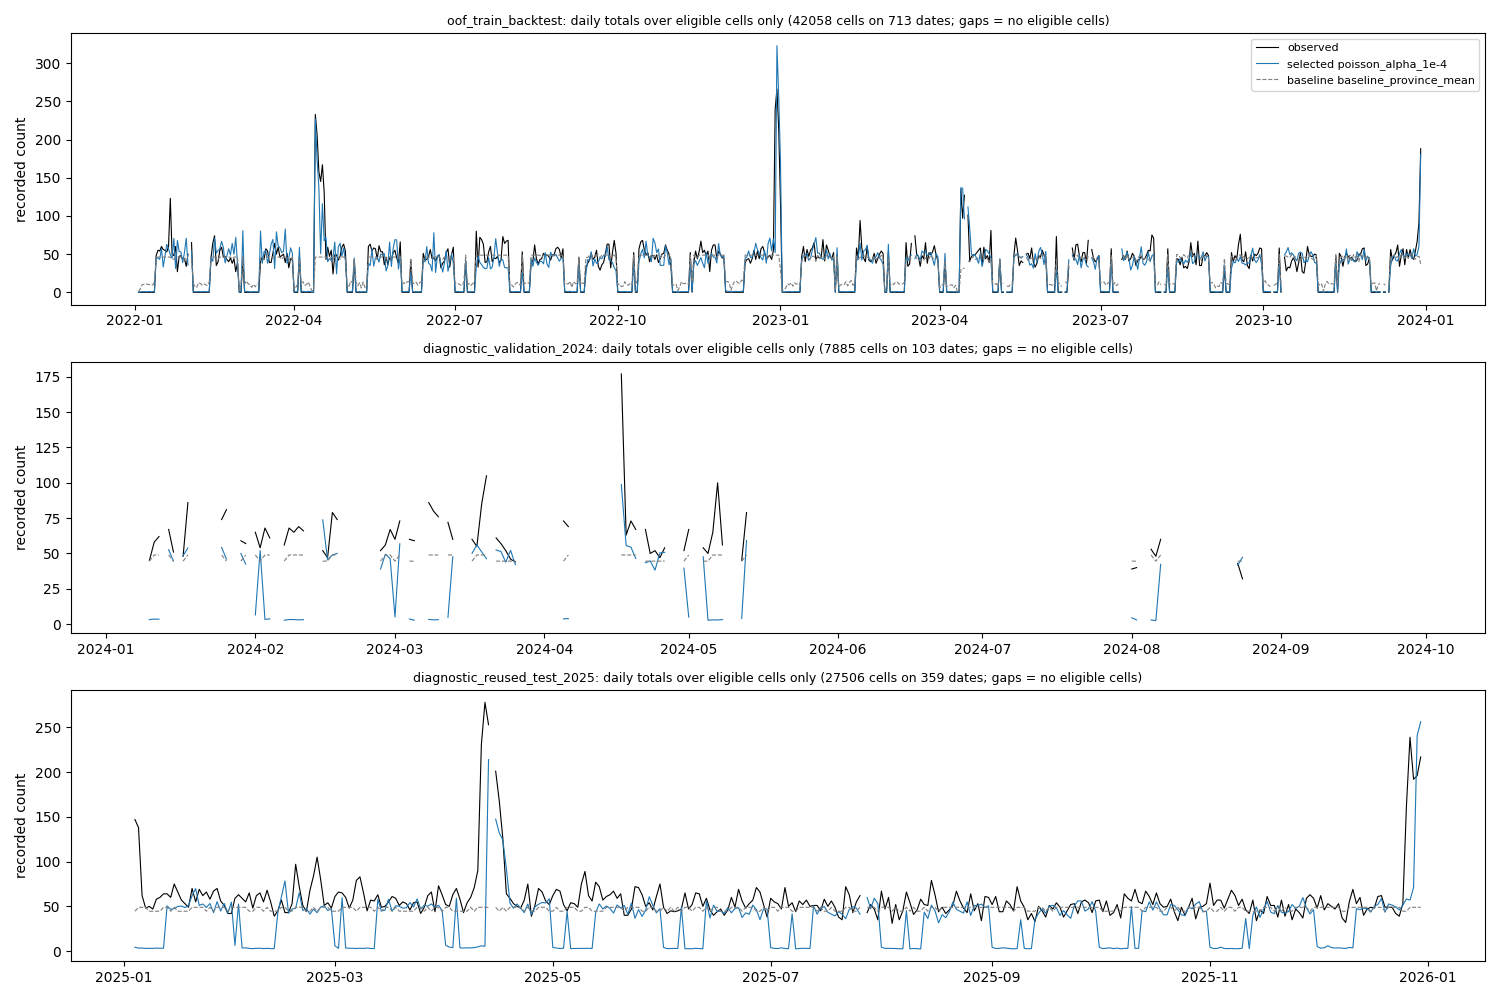 oof_train_backtest: daily totals over eligible cells only (42058 cells on 713 dates; gaps = no eligible cells)
observed
selected poisson_alpha_1e-4
baseline baseline_province_mean
recorded count
300
250
200
150
100
50
0
2022-01 2022-04 2022-07 2022-10 2023-01 2023-04 2023-07 2023-10 2024-01
diagnostic_validation_2024: daily totals over eligible cells only (7885 cells on 103 dates; gaps = no eligible cells)
recorded count
175
150
125
100
75
50
25
0
2024-01 2024-02 2024-03 2024-04 2024-05 2024-06 2024-07 2024-08 2024-09 2024-10
diagnostic_reused_test_2025: daily totals over eligible cells only (27506 cells on 359 dates; gaps = no eligible cells)
recorded count
250
200
150
100
50
0
2025-01 2025-03 2025-05 2025-07 2025-09 2025-11 2026-01